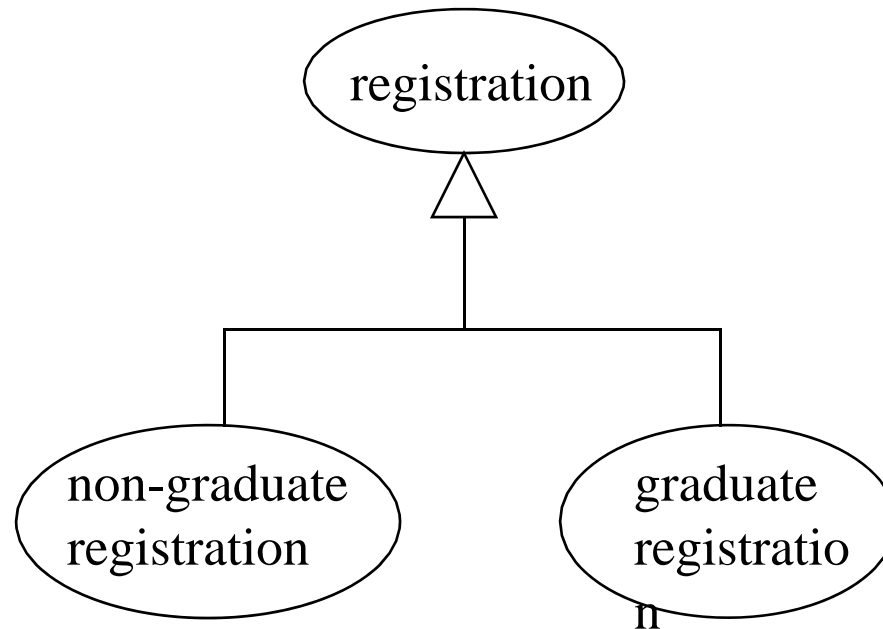 registration
non-graduate
registration
graduate
registratio
n